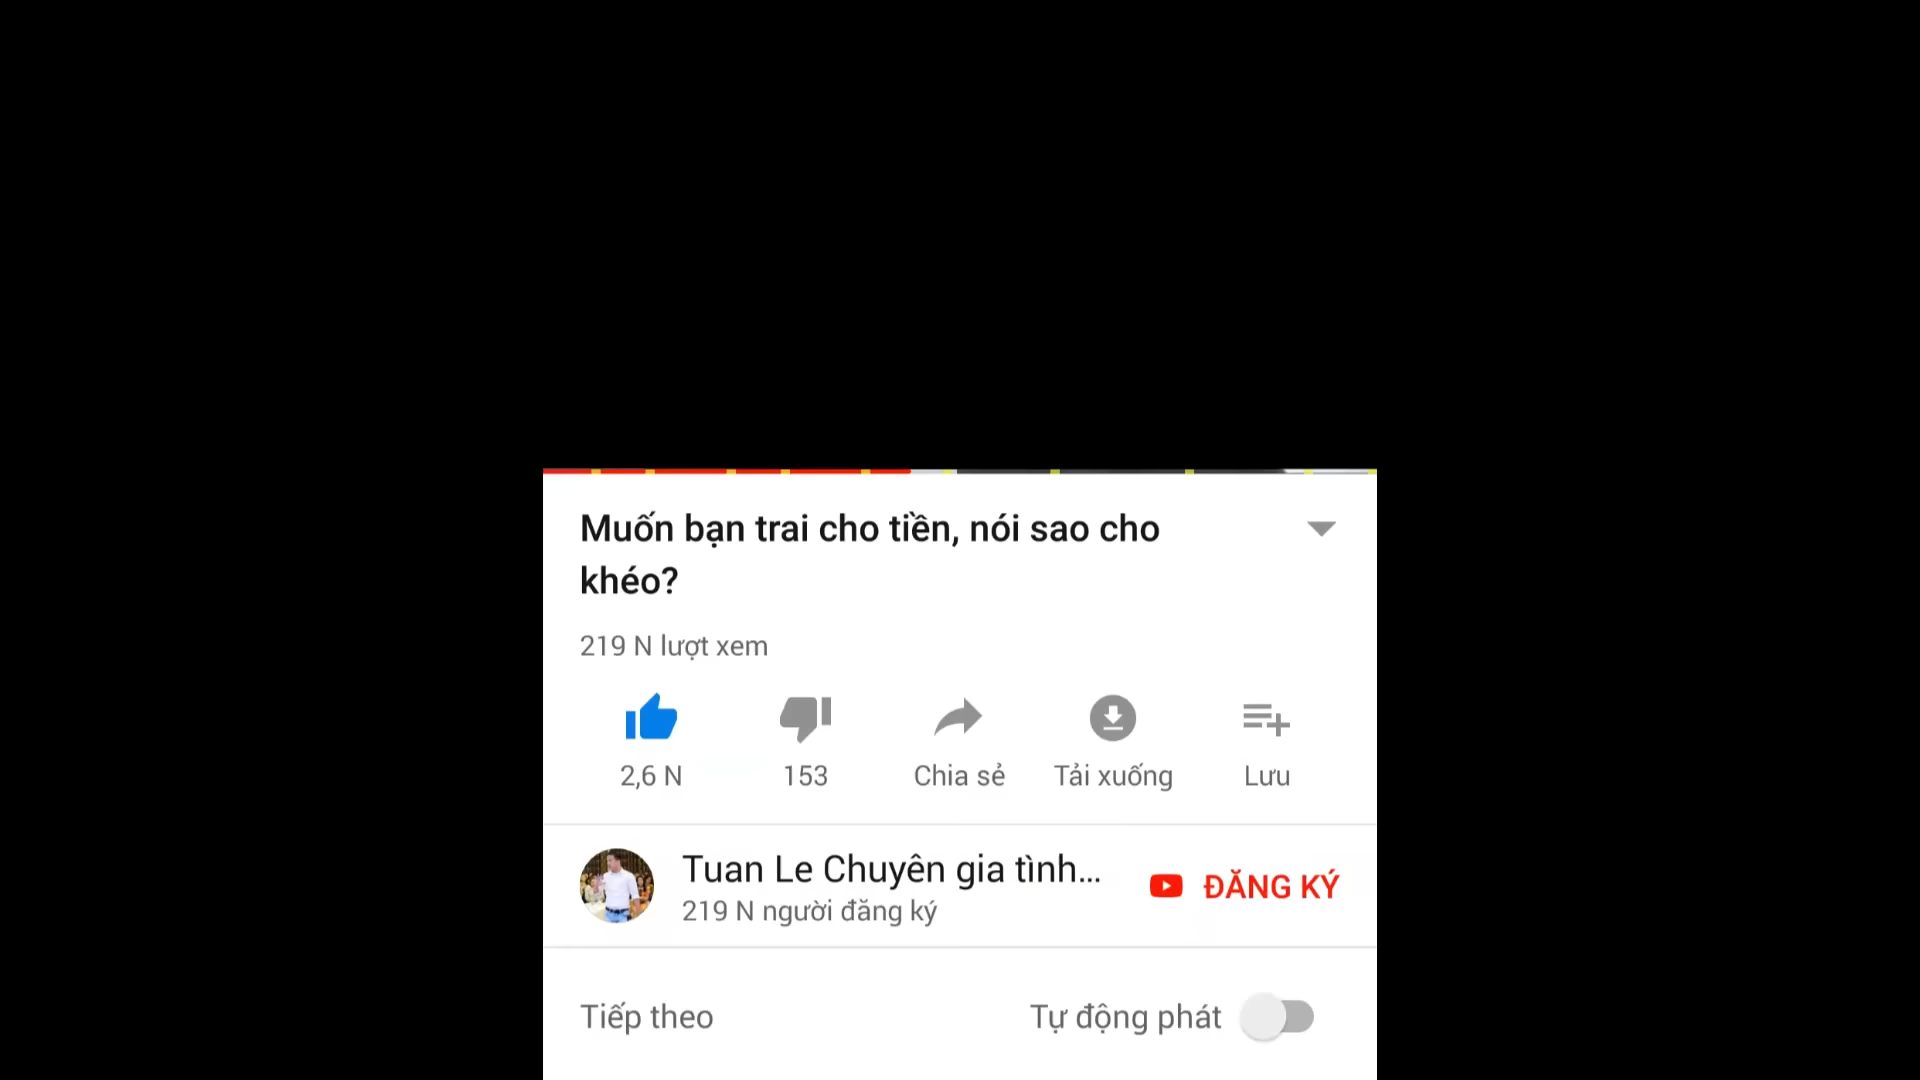 Muốn bạn trai cho tiền, nói sao cho
khéo?
219 N lượt xem
2,6 N 153 Chia sẻ Tải xuống Lưu
Tuan Le Chuyên gia tình...
ĐĂNG KÝ
219 N người đăng ký
Tiếp theo Tự động phát